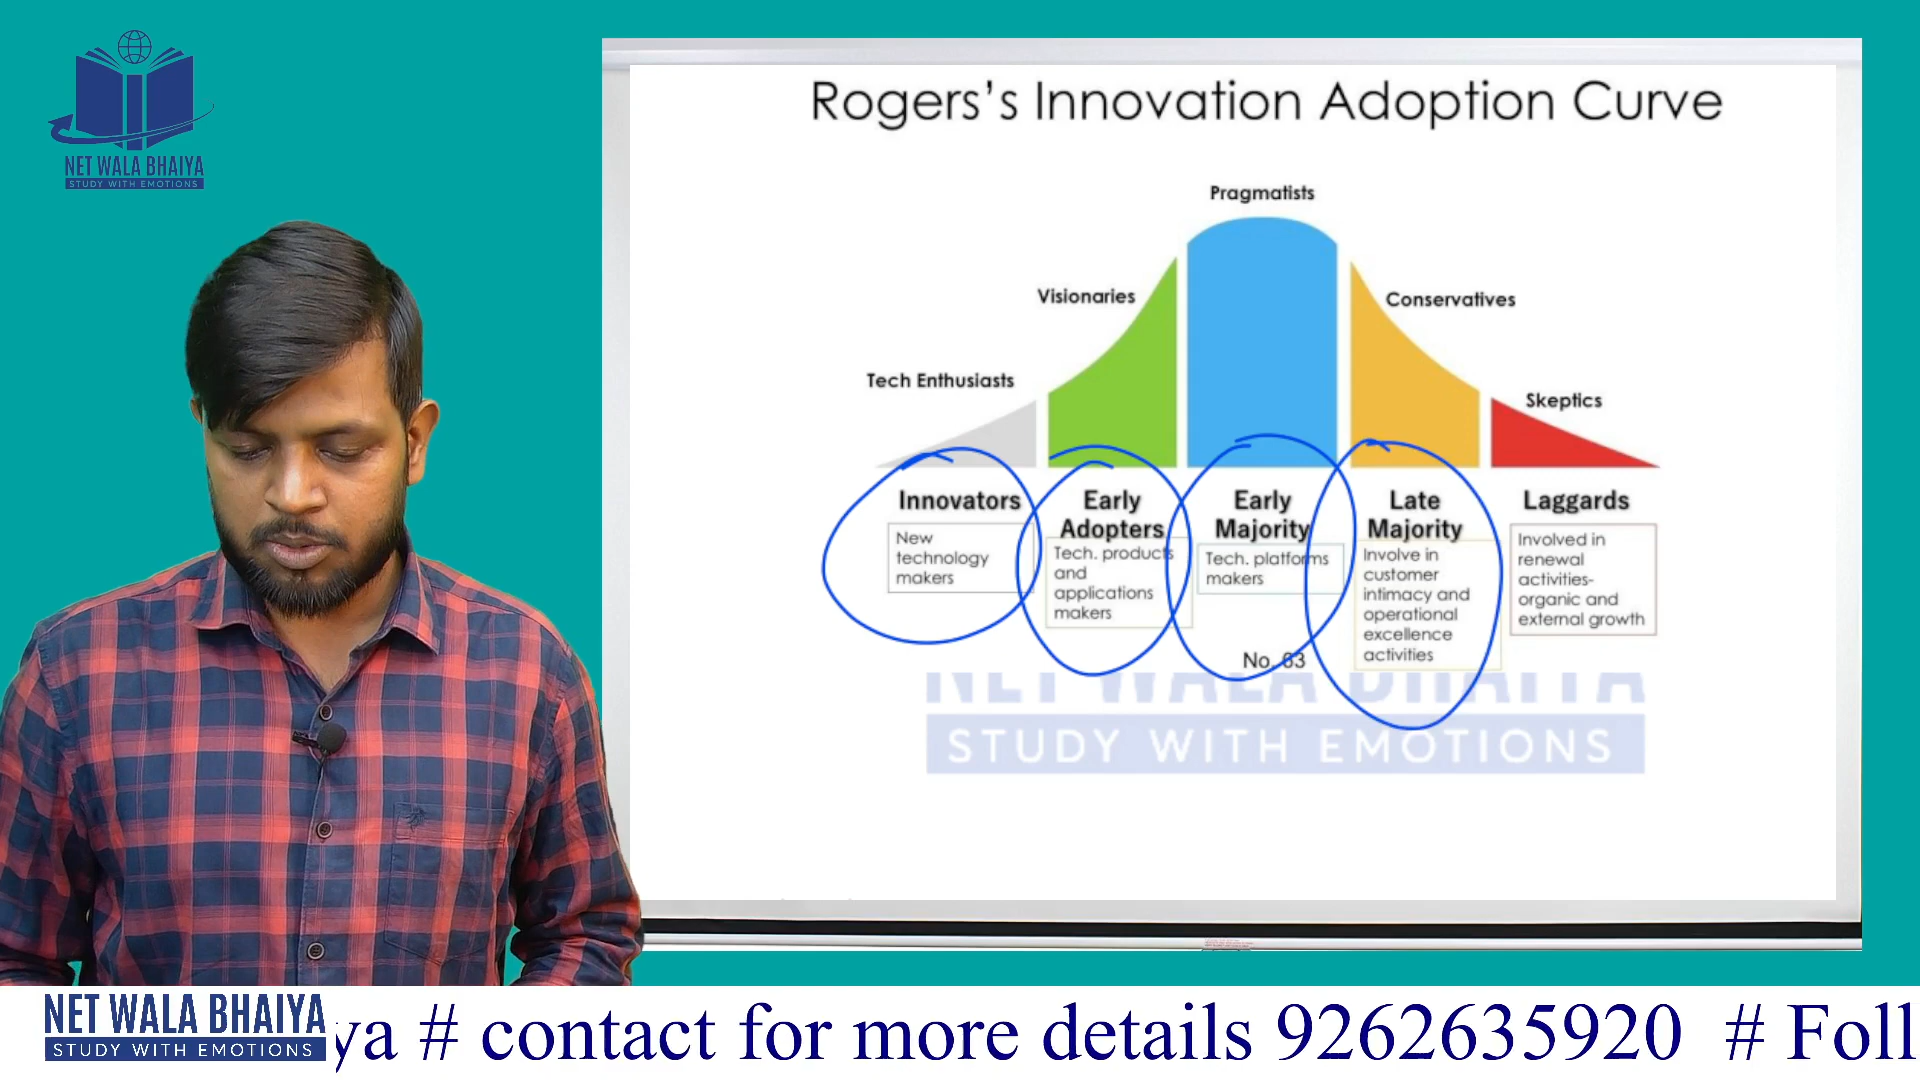 NET WALA BHAIYA
STUDY WITH EMOTIONS
Rogers's Innovation Adoption Curve
Pragmatists
Visionaries
Conservatives
Tech Enthusiasts
Skeptics
Innovators
New
technology
makers
Early
Adopters
Tech. products
and
applications
makers
Early
Majority
Tech. platforms
makers
Late
Majority
Involve in
customer
intimacy and
operational
excellence
activities
Laggards
Involved in
renewal
activities-
organic and
external growth
No. 63
NET WALA BHAIYA
STUDY WITH EMOTIONS
NET WALA BHAIYA
STUDY WITH EMOTIONS
ya # contact for more details 9262635920 # Foll